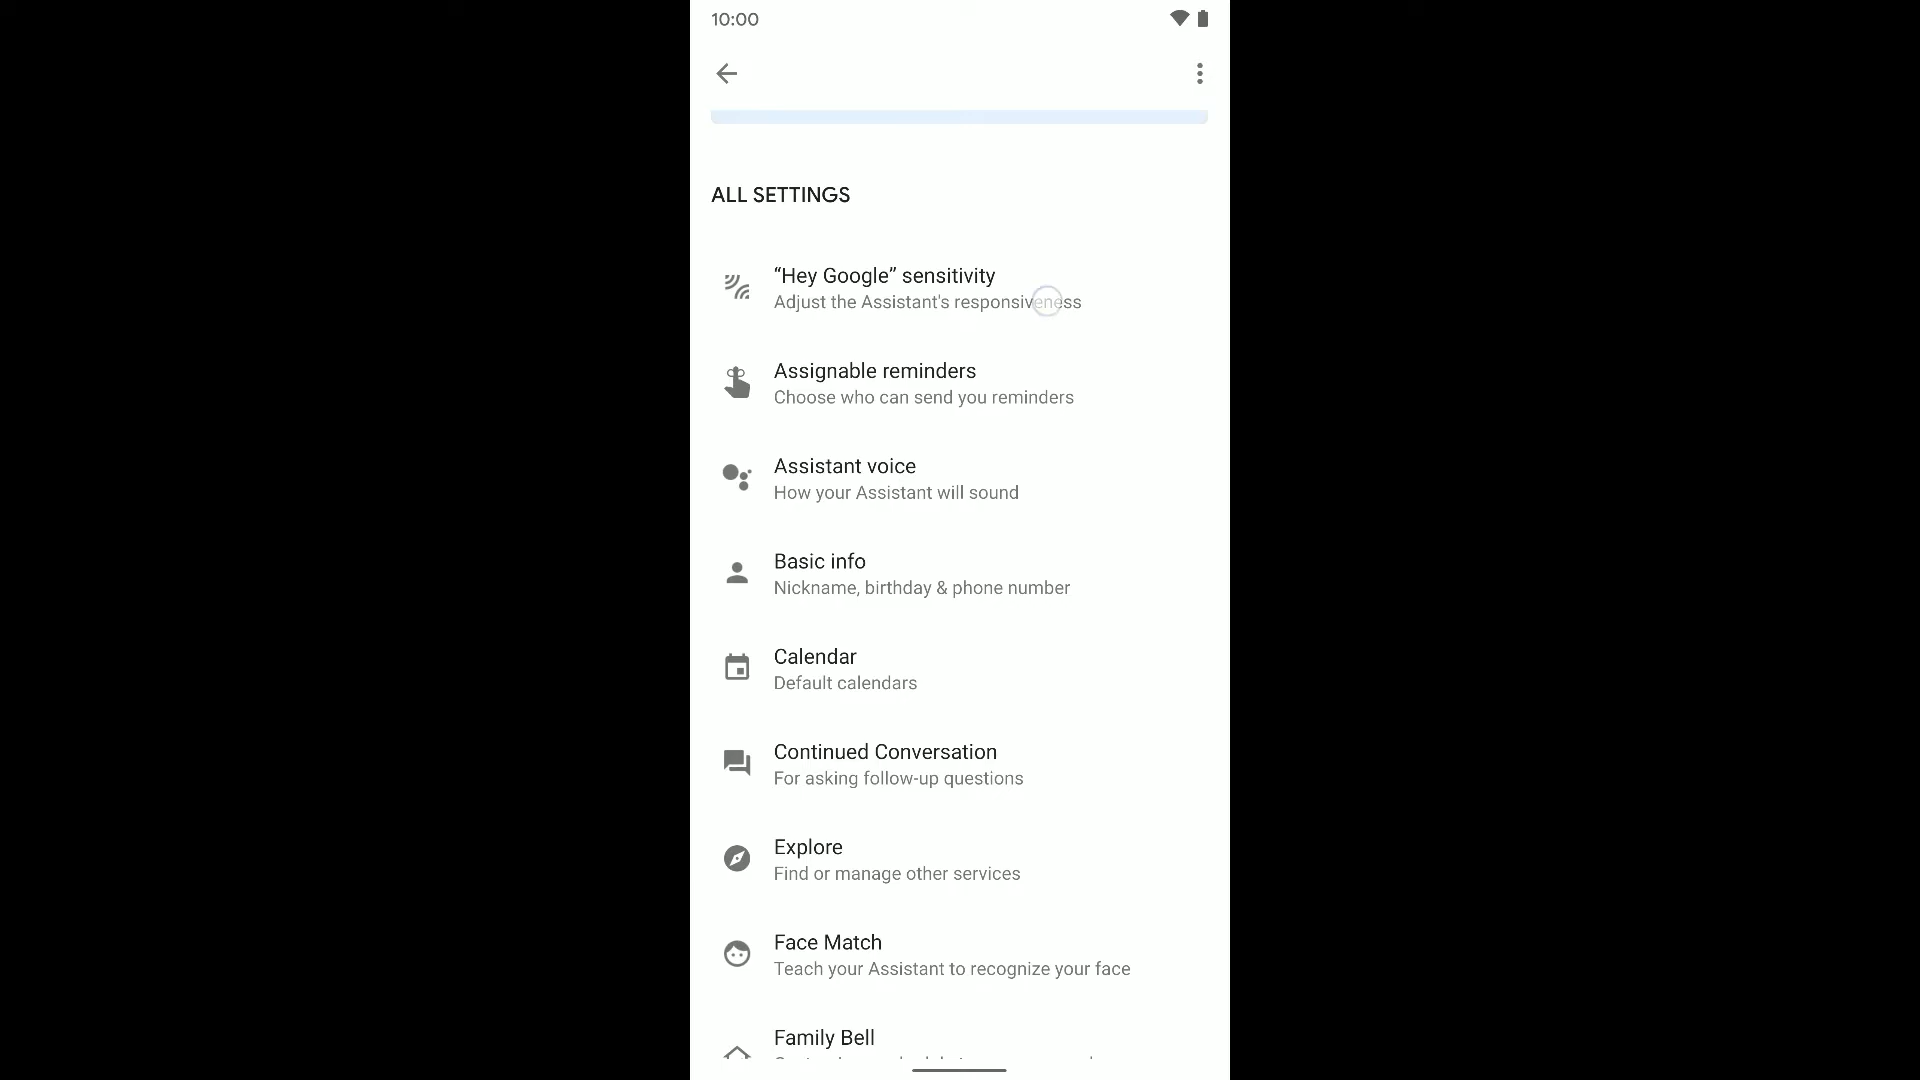 10:00
ALL SETTINGS
“Hey Google” sensitivity
Adjust the Assistant's responsiveness
Assignable reminders
Choose who can send you reminders
Assistant voice
How your Assistant will sound
Basic info
Nickname, birthday & phone number
Calendar
Default calendars
Continued Conversation
For asking follow-up questions
Explore
Find or manage other services
Face Match
Teach your Assistant to recognize your face
Family Bell